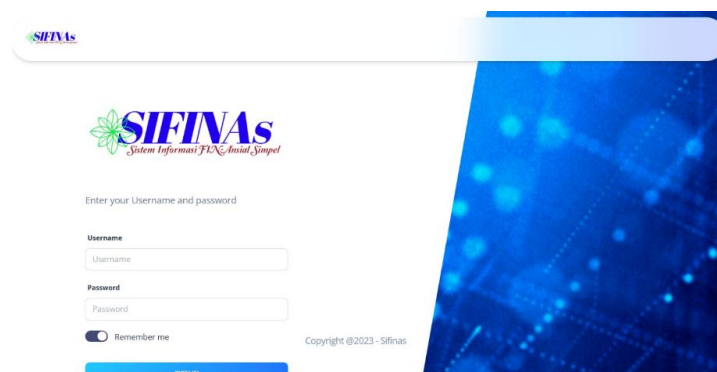 SIFINAs
SIFINAs
Sistem Informasi FINAnsial Simpel
Enter your Username and password
Username
Username
Password
Password
Remember me
Copyright @2023 - Sifinas